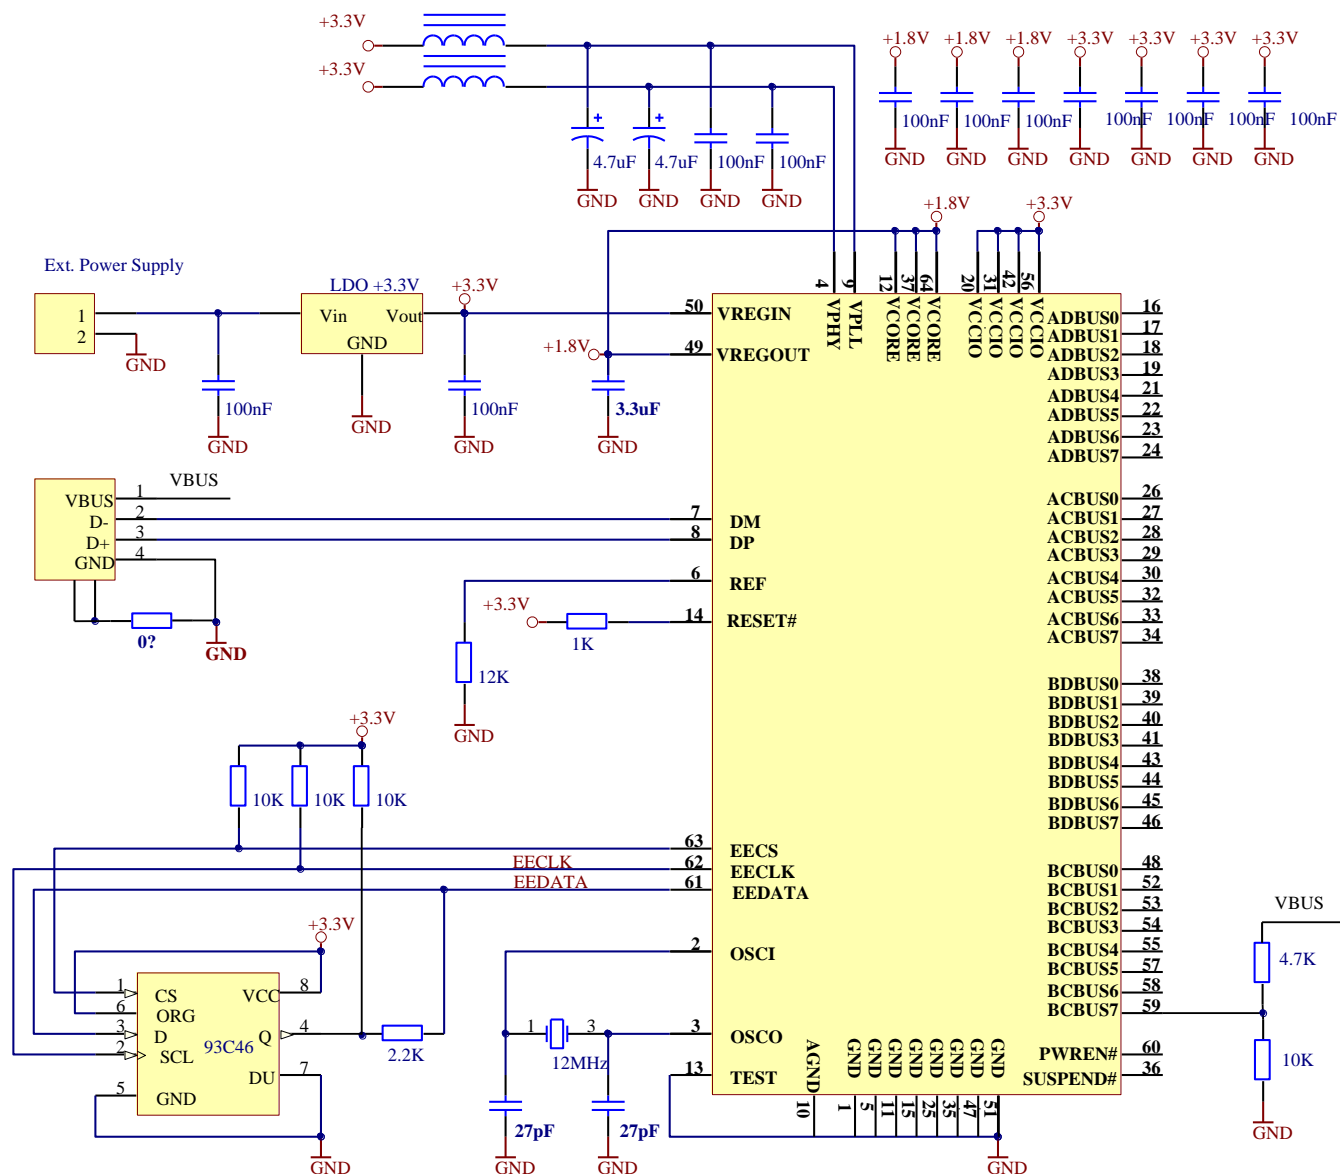 +3.3V
+3.3V
4.7uF
4.7uF
100nF
100nF
GND
GND
GND
GND
+1.8V
+1.8V
+1.8V
+3.3V
+3.3V
+3.3V
+3.3V
100nF
100nF
100nF
100nF
100nF
100nF
100nF
GND
GND
GND
GND
GND
GND
GND
+1.8V
+3.3V
Ext. Power Supply
1
2
GND
100nF
GND
LDO +3.3V
Vin
Vout
GND
GND
+3.3V
100nF
GND
+1.8V
3.3uF
GND
VBUS
D-
D+
GND
1
2
3
4
VBUS
0?
GND
12K
GND
+3.3V
1K
+3.3V
10K
10K
10K
EECLK
EEDATA
+3.3V
1
6
3
2
5
CS
ORG
D
SCL
GND
93C46
VCC
Q
DU
8
4
7
2.2K
GND
1
3
12MHz
27pF
27pF
GND
GND
50
VREGIN
49
VREGOUT
7
DM
8
DP
6
REF
14
RESET#
63
EECS
62
EECLK
61
EEDATA
2
OSCI
3
OSCO
13
TEST
4
VPHY
9
VPLL
12
VCORE
37
VCORE
64
VCORE
20
VCCIO
31
VCCIO
42
VCCIO
56
VCCIO
ADBUS0 16
ADBUS1 17
ADBUS2 18
ADBUS3 19
ADBUS4 21
ADBUS5 22
ADBUS6 23
ADBUS7 24
ACBUS0 26
ACBUS1 27
ACBUS2 28
ACBUS3 29
ACBUS4 30
ACBUS5 32
ACBUS6 33
ACBUS7 34
BDBUS0 38
BDBUS1 39
BDBUS2 40
BDBUS3 41
BDBUS4 43
BDBUS5 44
BDBUS6 45
BDBUS7 46
BCBUS0 48
BCBUS1 52
BCBUS2 53
BCBUS3 54
BCBUS4 55
BCBUS5 57
BCBUS6 58
BCBUS7 59
PWREN# 60
SUSPEND# 36
AGND
10
GND
1
GND
5
GND
11
GND
15
GND
25
GND
35
GND
47
GND
51
GND
VBUS
4.7K
10K
GND